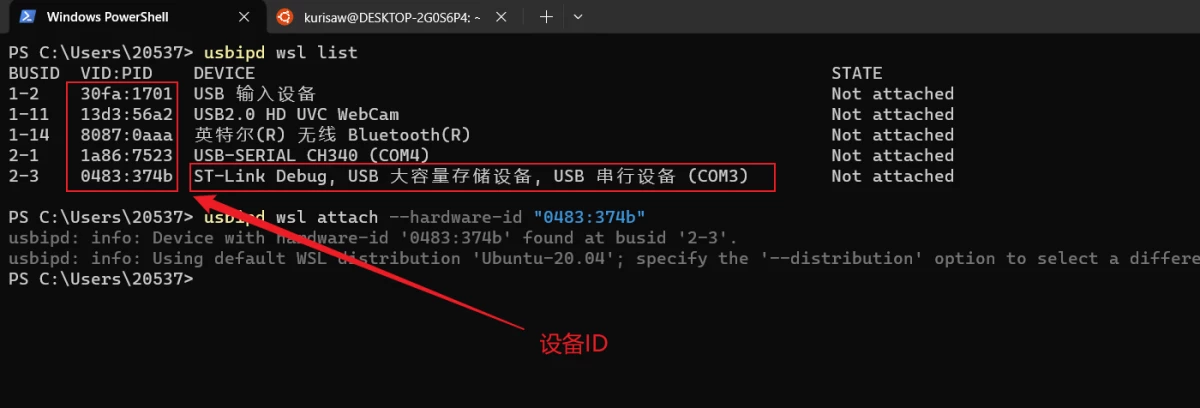 Windows PowerShell
kurisaw@DESKTOP-2G0S6P4: ~
PS C:\Users\20537> usbipd wsl list
BUSID VID:PID DEVICE STATE
1-2 30fa:1701 USB 输入设备 Not attached
1-11 13d3:56a2 USB2.0 HD UVC WebCam Not attached
1-14 8087:0aaa 英特尔(R) 无线 Bluetooth(R) Not attached
2-1 1a86:7523 USB-SERIAL CH340 (COM4) Not attached
2-3 0483:374b ST-Link Debug, USB 大容量存储设备, USB 串行设备 (COM3) Not attached
PS C:\Users\20537> usbipd wsl attach --hardware-id "0483:374b"
usbipd: info: Device with hardware-id '0483:374b' found at busid '2-3'.
usbipd: info: Using default WSL distribution 'Ubuntu-20.04'; specify the '--distribution' option to select a differe
PS C:\Users\20537>
设备ID